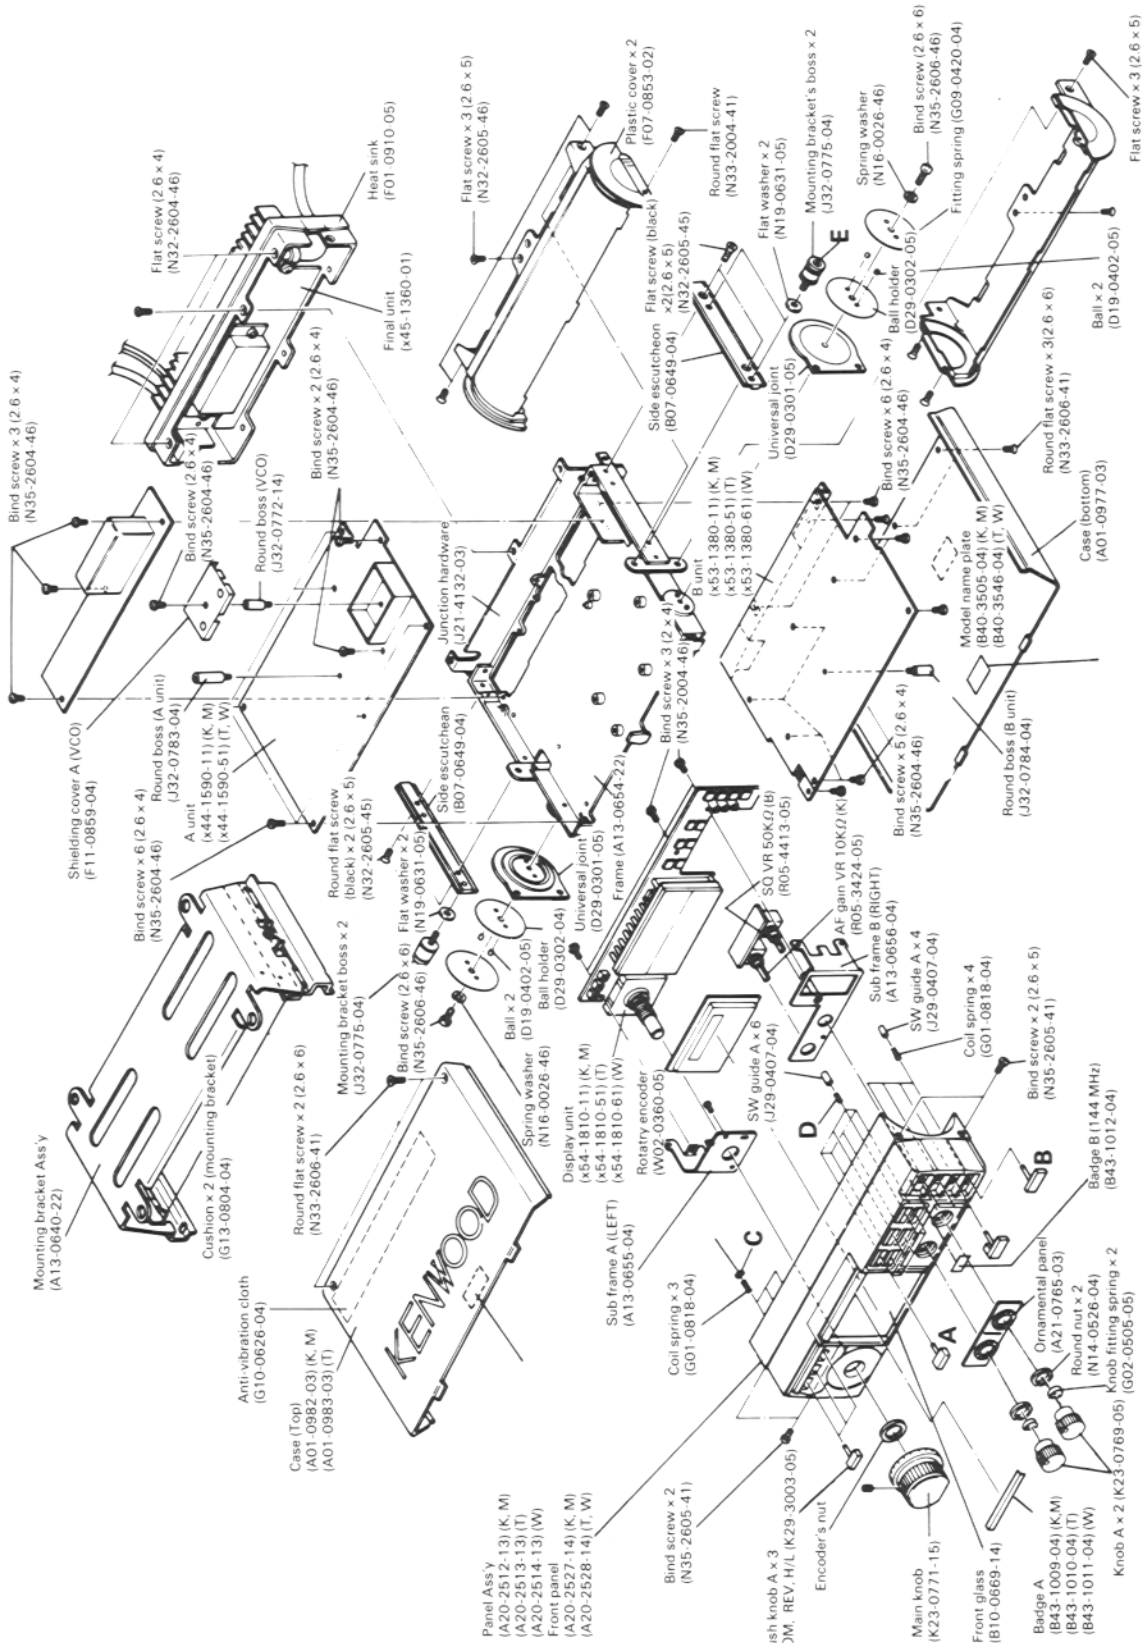 Mounting bracket Ass'y
(A13-0640-22)
Cushion × 2 (mounting bracket)
(G13-0804-04)
Anti-vibration cloth
(G10-0626-04)
Case (Top)
(A01-0982-03) (K, M)
(A01-0983-03) (T)
KENWOOD
Round flat screw × 2 (2.6 × 6)
(N33-2606-41)
Shielding cover A (VCO)
(F11-0859-04)
Bind screw × 6 (2.6 × 4)
(N35-2604-46)
Round boss (A unit)
(J32-0783-04)
A unit
(x44-1590-11) (K, M)
(x44-1590-51) (T, W)
Bind screw × 3 (2.6 × 4)
(N35-2604-46)
Bind screw (2.6 × 4)
(N35-2604-46)
Round boss (VCO)
(J32-0772-14)
Bind screw × 2 (2.6 × 4)
(N35-2604-46)
Flat screw (2.6 × 4)
(N32-2604-46)
Final unit
(x45-1360-01)
Heat sink
(F01-0910-05)
Flat screw × 3 (2.6 × 5)
(N32-2605-46)
Plastic cover × 2
(F07-0853-02)
Round flat screw
(N33-2004-41)
Mounting bracket boss × 2
(J32-0775-04)
Round flat screw
(black) × 2 (2.6 × 5)
(N32-2605-45)
Flat washer × 2
(N19-0631-05)
Bind screw (2.6 × 6)
(N35-2606-46)
Spring washer
(N16-0026-46)
Ball × 2
(D19-0402-05)
Ball holder
(D29-0302-04)
Universal joint
(D29-0301-05)
Side escutchean
(B07-0649-04)
Junction hardware
(J21-4132-03)
Frame (A13-0654-22)
Side escutcheon
(B07-0649-04)
Flat screw (black)
×2 (2.6 × 5)
(N32-2605-45)
Flat washer × 2
(N19-0631-05)
Mounting bracket's boss × 2
(J32-0775-04)
E
Universal joint
(D29-0301-05)
Ball holder
(D29-0302-05)
Spring washer
(N16-0026-46)
Bind screw (2.6 × 6)
(N35-2606-46)
Fitting spring (G09-0420-04)
Ball × 2
(D19-0402-05)
Flat screw × 3 (2.6 × 5)
Bind screw × 6 (2.6 × 4)
(N35-2604-46)
B unit
(x53-1380-11) (K, M)
(x53-1380-51) (T)
(x53-1380-61) (W)
Round flat screw × 3(2.6 × 6)
(N33-2606-41)
Case (bottom)
(A01-0977-03)
Model name plate
(B40-3505-04) (K, M)
(B40-3546-04) (T, W)
Round boss (B unit)
(J32-0784-04)
Bind screw × 5 (2.6 × 4)
(N35-2604-46)
Bind screw × 3 (2 × 4)
(N35-2004-46)
Display unit
(x54-1810-11) (K, M)
(x54-1810-51) (T)
(x54-1810-61) (W)
Rotatry encoder
(W02-0360-05)
Sub frame A (LEFT)
(A13-0655-04)
SQ VR 50KΩ (B)
(R05-4413-05)
AF gain VR 10KΩ (K)
(R05-3424-05)
Sub frame B (RIGHT)
(A13-0656-04)
SW guide A × 6
(J29-0407-04)
SW guide A × 4
(J29-0407-04)
Coil spring × 4
(G01-0818-04)
Bind screw × 2 (2.6 × 5)
(N35-2605-41)
Coil spring × 3
(G01-0818-04)
C
D
A
B
Badge B (144 MHz)
(B43-1012-04)
Ornamental panel
(A21-0765-03)
Round nut × 2
(N14-0526-04)
Knob fitting spring × 2
(G02-0505-05)
Knob A × 2 (K23-0769-05)
Panel Ass'y
(A20-2512-13) (K, M)
(A20-2513-13) (T)
(A20-2514-13) (W)
Front panel
(A20-2527-14) (K, M)
(A20-2528-14) (T, W)
Bind screw × 2
(N35-2605-41)
ush knob A × 3
OM, REV, H/L (K29-3003-05)
Encoder's nut
Main knob
(K23-0771-15)
Front glass
(B10-0669-14)
Badge A
(B43-1009-04) (K,M)
(B43-1010-04) (T)
(B43-1011-04) (W)